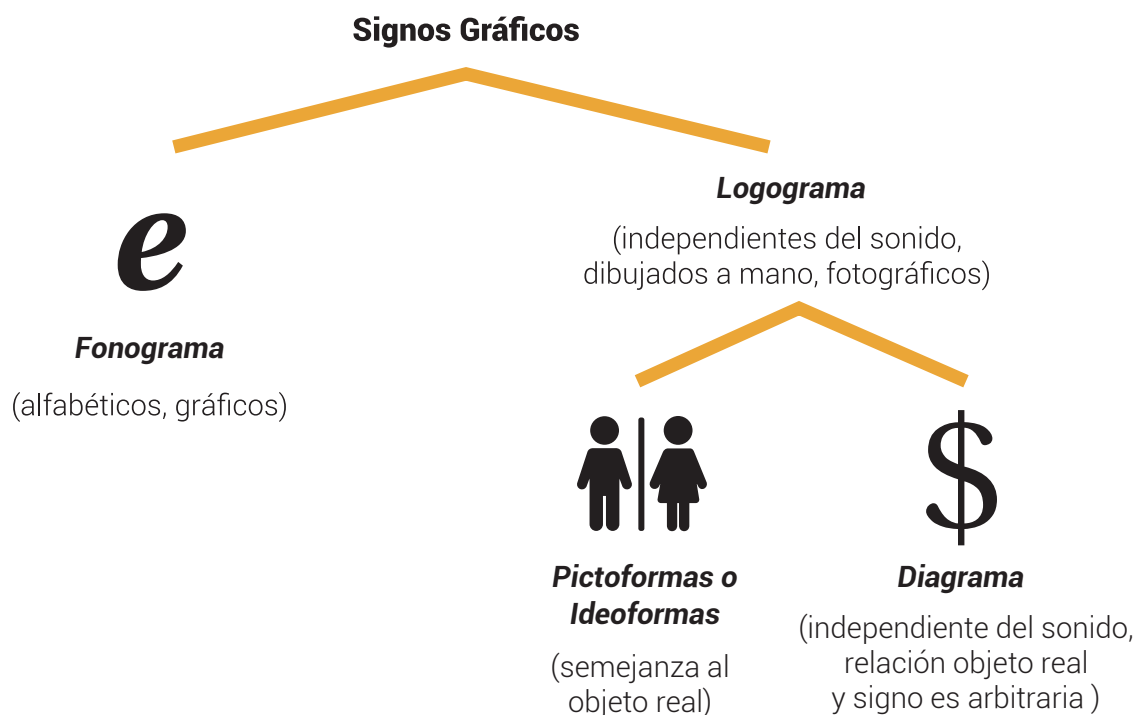 Signos Gráficos
e
Fonograma
(alfabéticos, gráficos)
Logograma
(independientes del sonido,
dibujados a mano, fotográficos)
Pictoformas o
Ideoformas
(semejanza al
objeto real)
$
Diagrama
(independiente del sonido,
relación objeto real
y signo es arbitraria )